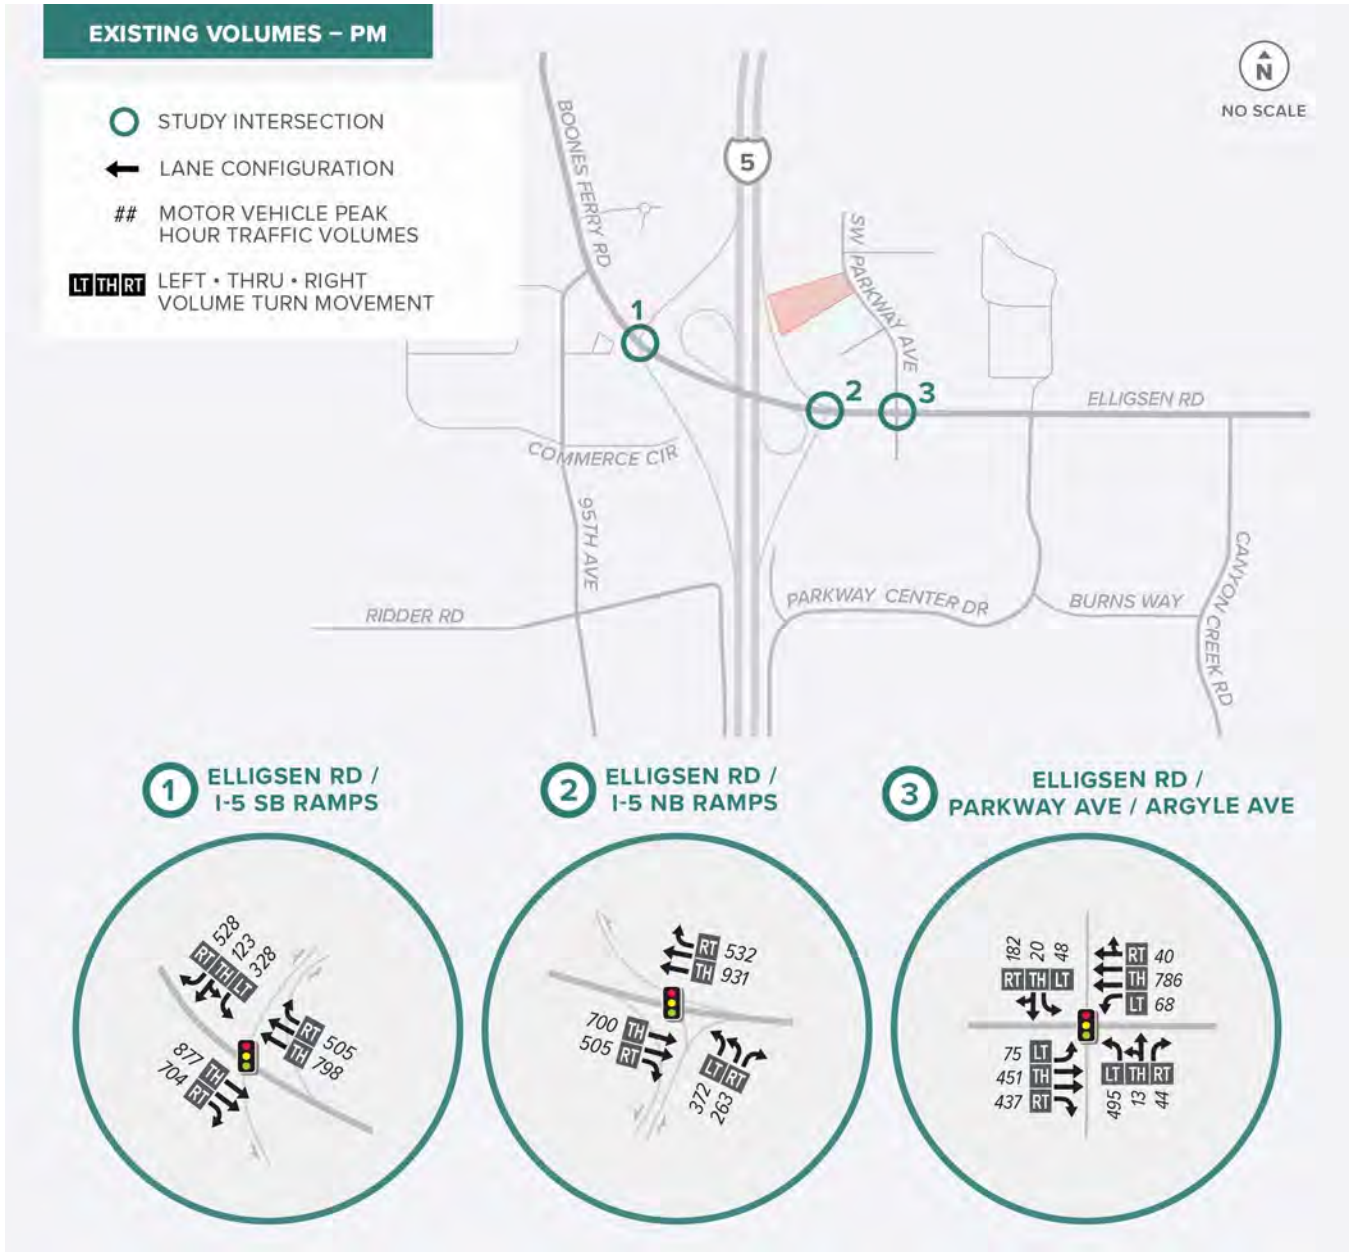 EXISTING VOLUMES – PM
STUDY INTERSECTION
LANE CONFIGURATION
## MOTOR VEHICLE PEAK
HOUR TRAFFIC VOLUMES
LT TH RT LEFT • THRU • RIGHT
VOLUME TURN MOVEMENT
N
NO SCALE
BOONES FERRY RD
5
SW PARKWAY AVE
1
2
3
ELLIGSEN RD
COMMERCE CIR
95TH AVE
RIDDER RD
PARKWAY CENTER DR
BURNS WAY
CANYON CREEK RD
1 ELLIGSEN RD /
I-5 SB RAMPS
528 123 328
RT TH LT
RT 505
TH 798
877 TH
704 RT
2 ELLIGSEN RD /
I-5 NB RAMPS
RT 532
TH 931
700 TH
505 RT
LT RT
372 263
3 ELLIGSEN RD /
PARKWAY AVE / ARGYLE AVE
182 20 48
RT TH LT
RT 40
TH 786
LT 68
75 LT
451 TH
437 RT
LT TH RT
495 13 44